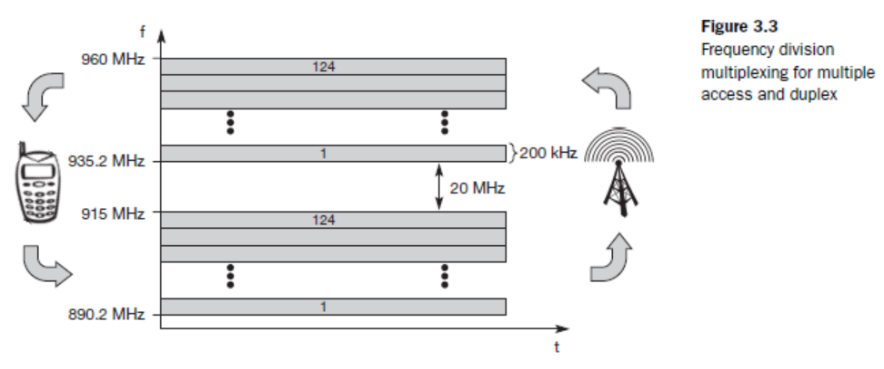 Figure 3.3
Frequency division
multiplexing for multiple
access and duplex
f
960 MHz
124
935.2 MHz
1
200 kHz
20 MHz
915 MHz
124
890.2 MHz
1
t